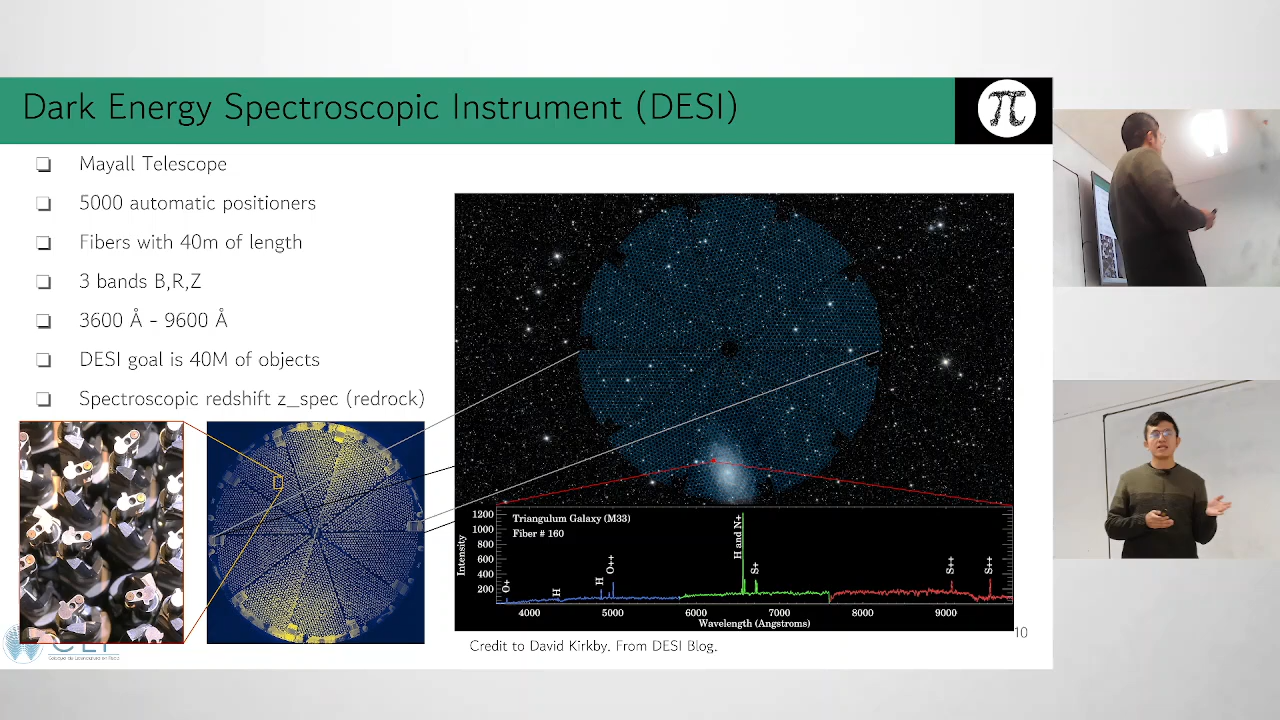 Dark Energy Spectroscopic Instrument (DESI)
π
❏ Mayall Telescope
❏ 5000 automatic positioners
❏ Fibers with 40m of length
❏ 3 bands B,R,Z
❏ 3600 Å - 9600 Å
❏ DESI goal is 40M of objects
❏ Spectroscopic redshift z_spec (redrock)
Triangulum Galaxy (M33)
Fiber # 160
Intensity
1200
1000
800
600
400
200
O+
H
H
O++
H and N+
S+
S++
S++
4000 5000 6000 7000 8000 9000
Wavelength (Angstroms)
Credit to David Kirkby. From DESI Blog.
10